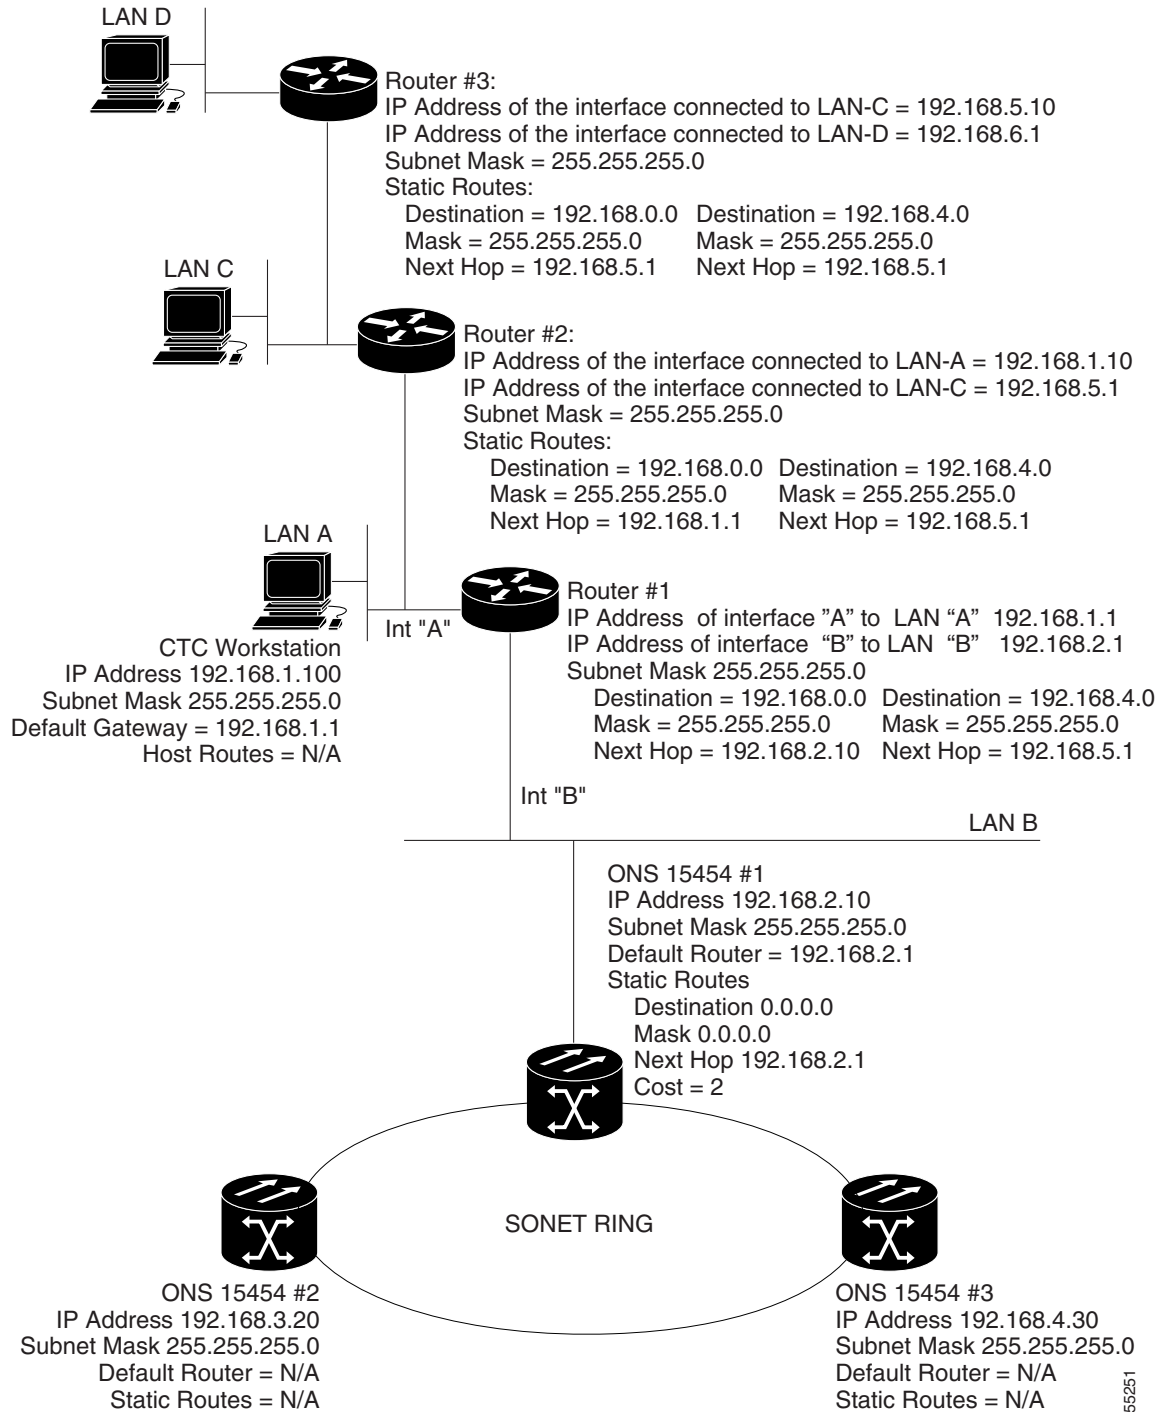 LAN D
Router #3:
IP Address of the interface connected to LAN-C = 192.168.5.10
IP Address of the interface connected to LAN-D = 192.168.6.1
Subnet Mask = 255.255.255.0
Static Routes:
Destination = 192.168.0.0 Destination = 192.168.4.0
Mask = 255.255.255.0 Mask = 255.255.255.0
Next Hop = 192.168.5.1 Next Hop = 192.168.5.1
LAN C
Router #2:
IP Address of the interface connected to LAN-A = 192.168.1.10
IP Address of the interface connected to LAN-C = 192.168.5.1
Subnet Mask = 255.255.255.0
Static Routes:
Destination = 192.168.0.0 Destination = 192.168.4.0
Mask = 255.255.255.0 Mask = 255.255.255.0
Next Hop = 192.168.1.1 Next Hop = 192.168.5.1
LAN A
Int "A"
CTC Workstation
IP Address 192.168.1.100
Subnet Mask 255.255.255.0
Default Gateway = 192.168.1.1
Host Routes = N/A
Router #1
IP Address of interface ”A” to LAN “A” 192.168.1.1
IP Address of interface “B” to LAN “B” 192.168.2.1
Subnet Mask 255.255.255.0
Destination = 192.168.0.0 Destination = 192.168.4.0
Mask = 255.255.255.0 Mask = 255.255.255.0
Next Hop = 192.168.2.10 Next Hop = 192.168.5.1
Int "B"
LAN B
ONS 15454 #1
IP Address 192.168.2.10
Subnet Mask 255.255.255.0
Default Router = 192.168.2.1
Static Routes
Destination 0.0.0.0
Mask 0.0.0.0
Next Hop 192.168.2.1
Cost = 2
SONET RING
ONS 15454 #2
IP Address 192.168.3.20
Subnet Mask 255.255.255.0
Default Router = N/A
Static Routes = N/A
ONS 15454 #3
IP Address 192.168.4.30
Subnet Mask 255.255.255.0
Default Router = N/A
Static Routes = N/A
55251